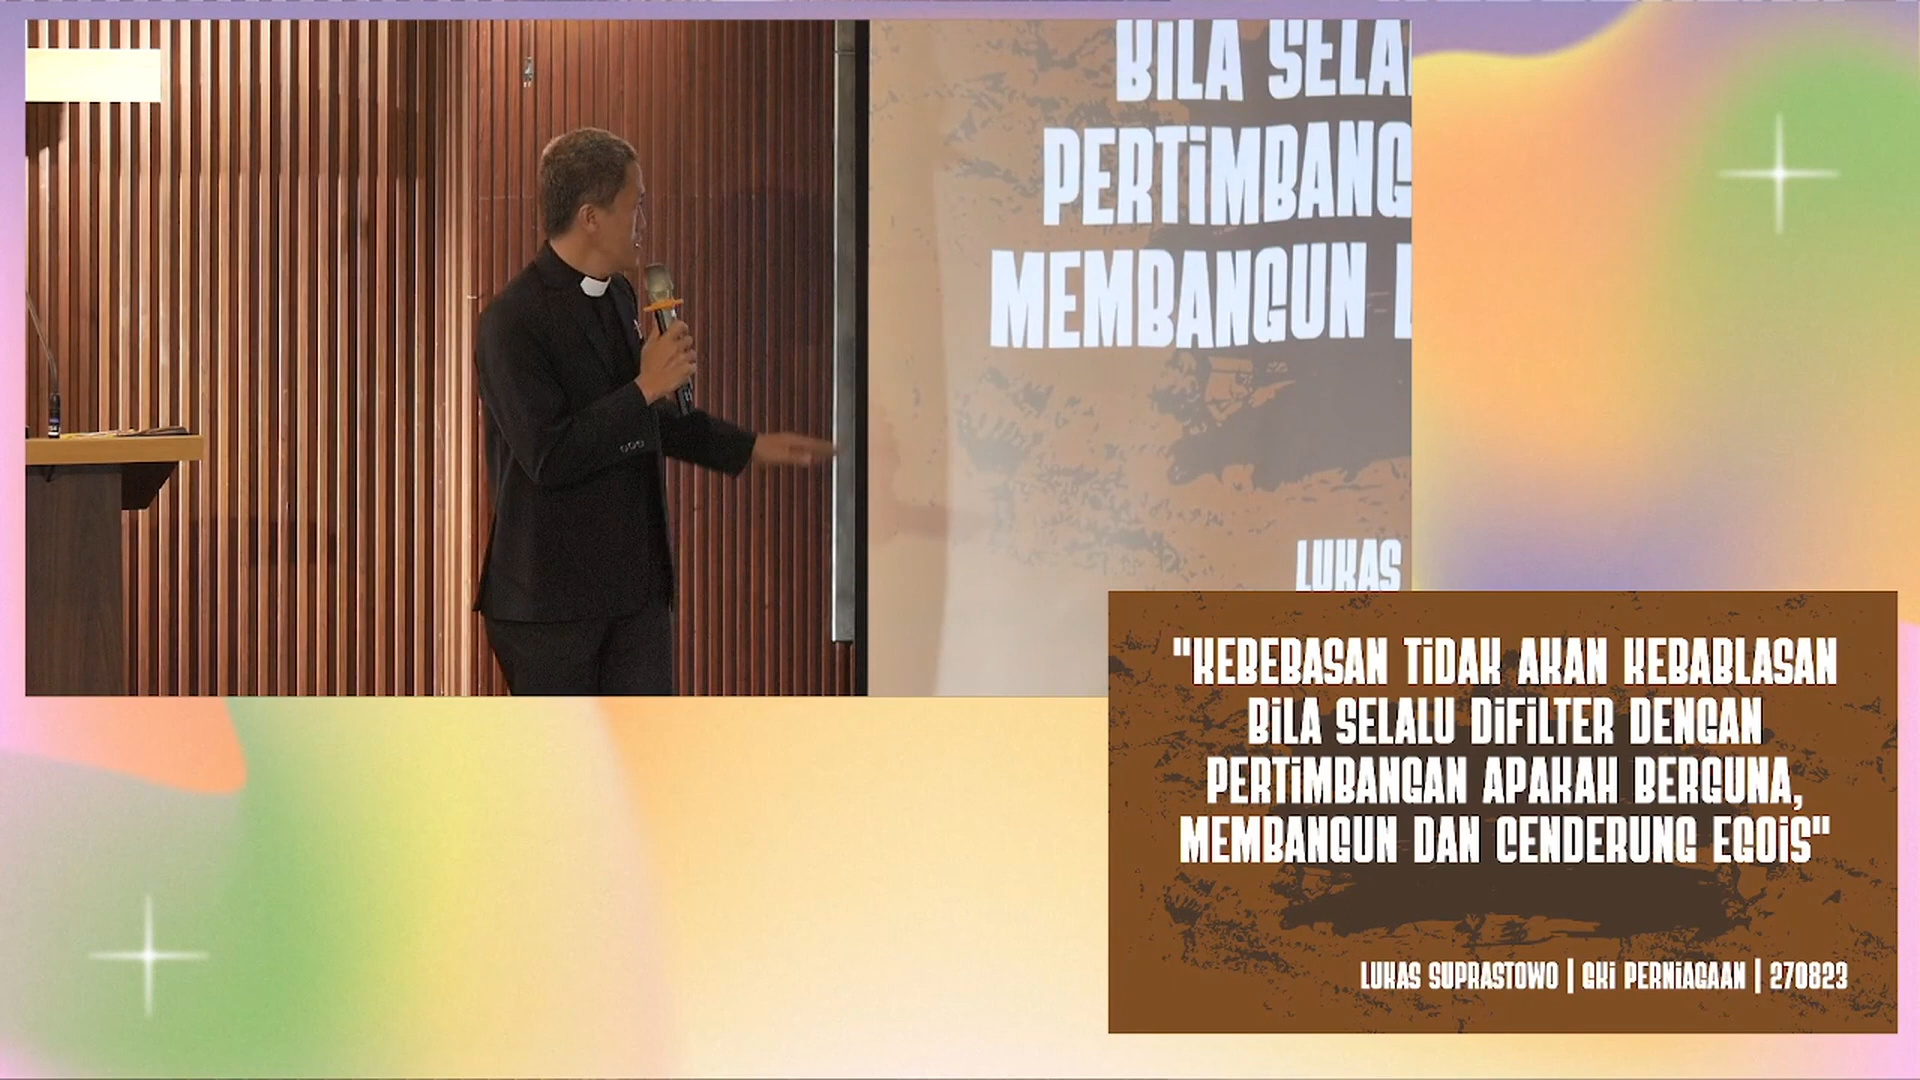 BILA SELA
PERTIMBANG
MEMBANGUN
LUKAS
"KEBEBASAN TIDAK AKAN KEBABLASAN
BILA SELALU DIFILTER DENGAN
PERTIMBANGAN APAKAH BERGUNA,
MEMBANGUN DAN CENDERUNG EGOIS"
LUKAS SUPRASTOWO | GKI PERNIAGAAN | 270823